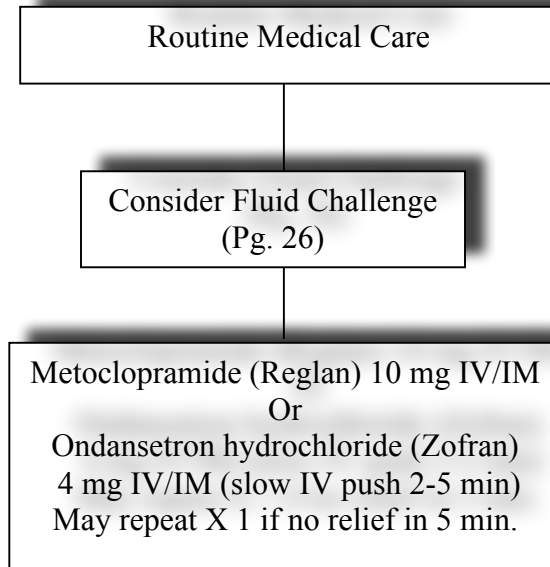 Routine Medical Care
Consider Fluid Challenge
(Pg. 26)
Metoclopramide (Reglan) 10 mg IV/IM
Or
Ondansetron hydrochloride (Zofran)
4 mg IV/IM (slow IV push 2-5 min)
May repeat X 1 if no relief in 5 min.